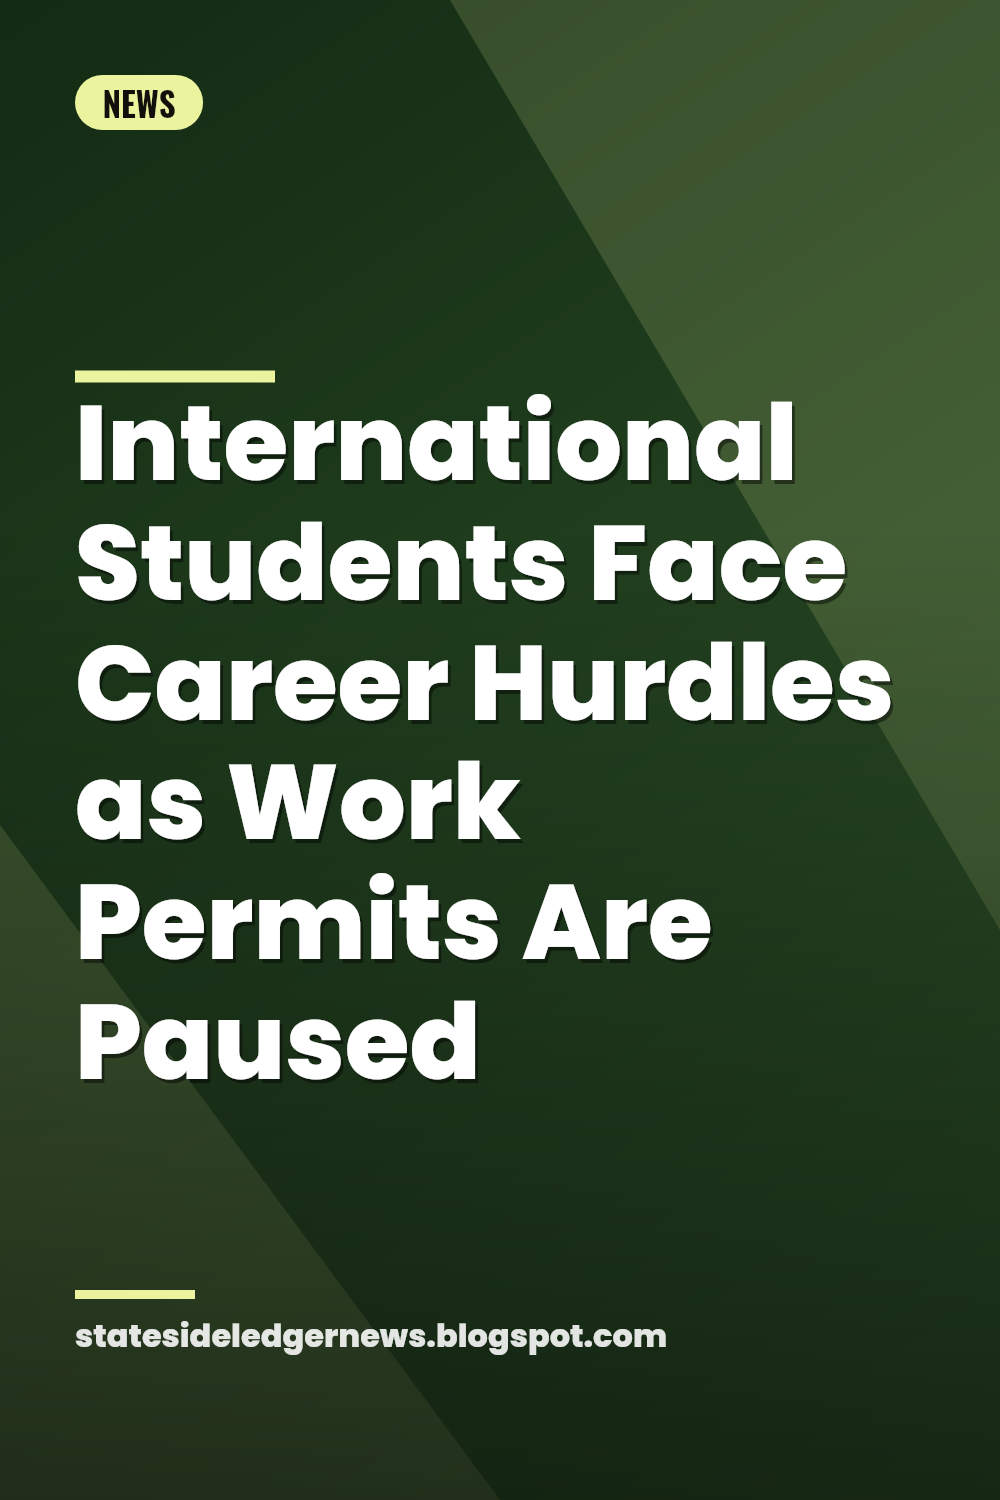 NEWS
International
Students Face
Career Hurdles
as Work
Permits Are
Paused
statesideledgernews.blogspot.com